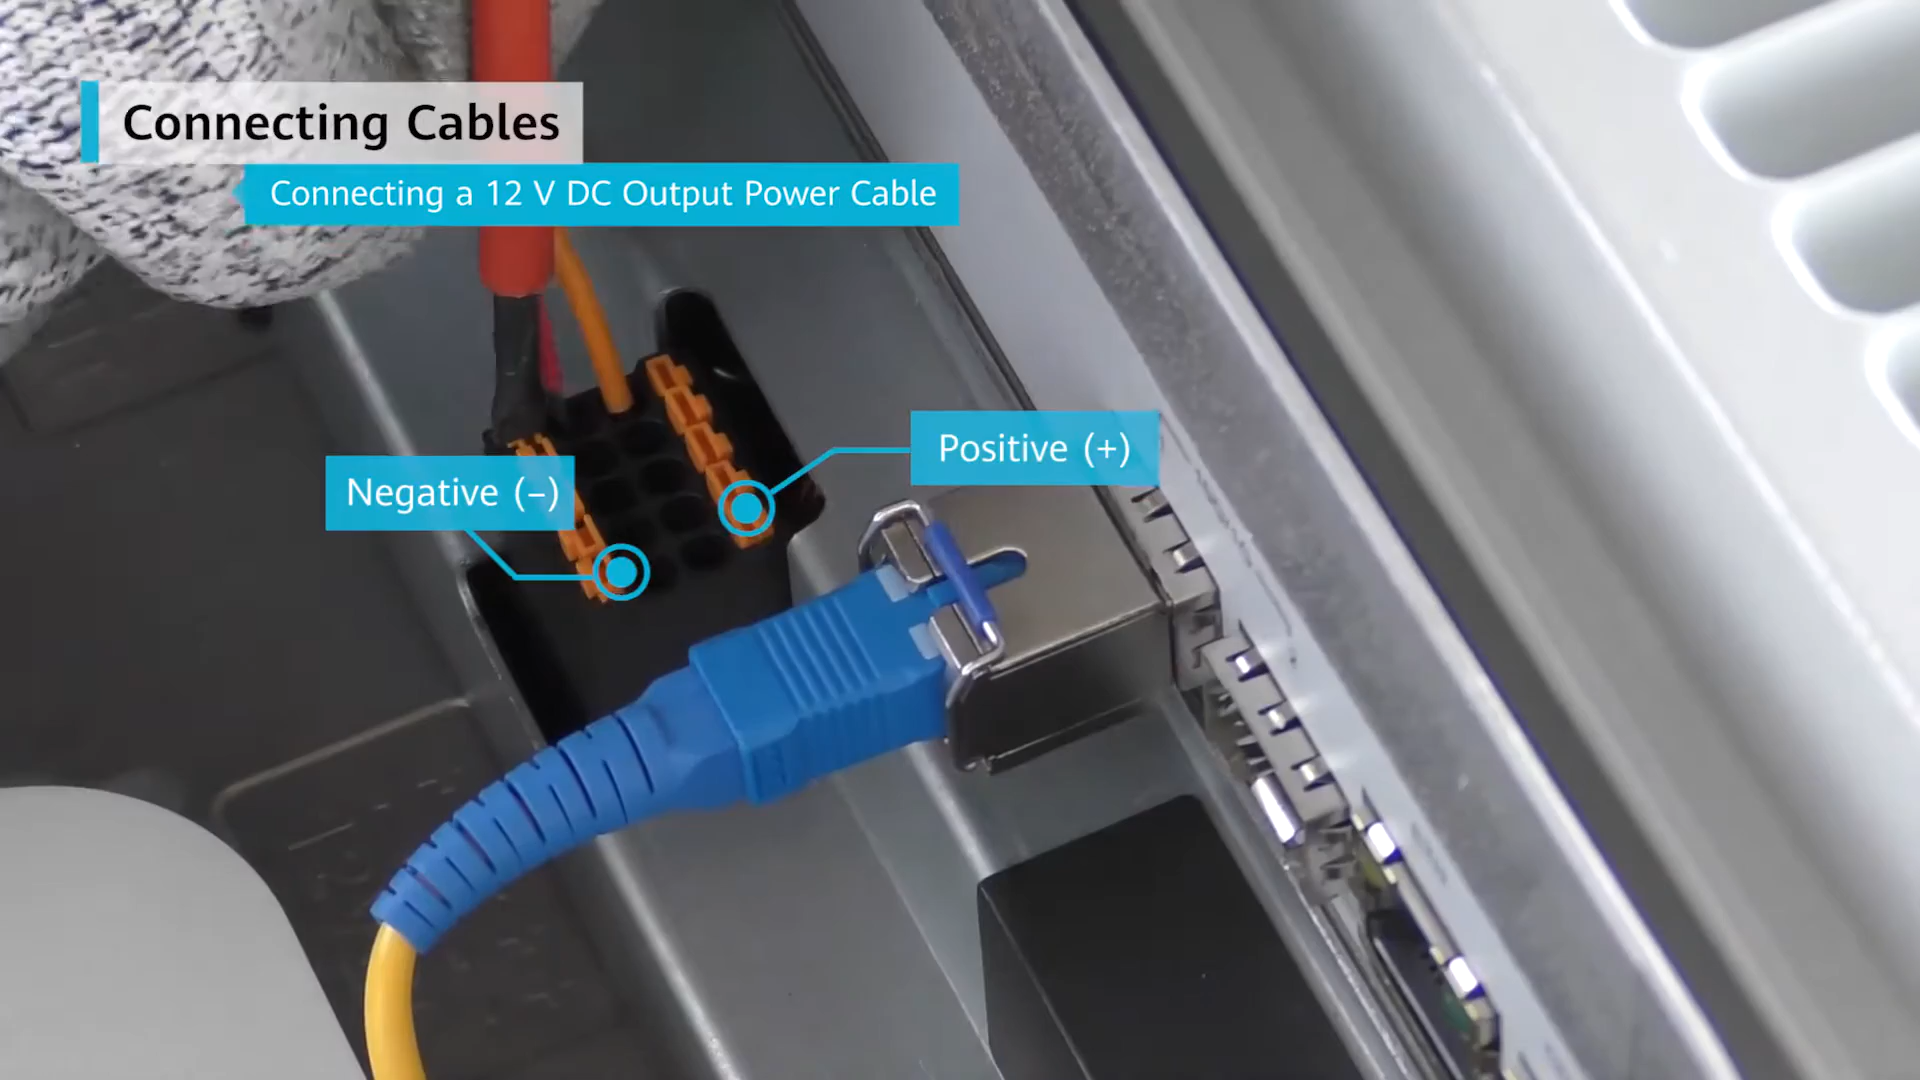 Connecting Cables
Connecting a 12 V DC Output Power Cable
Positive (+)
Negative (–)